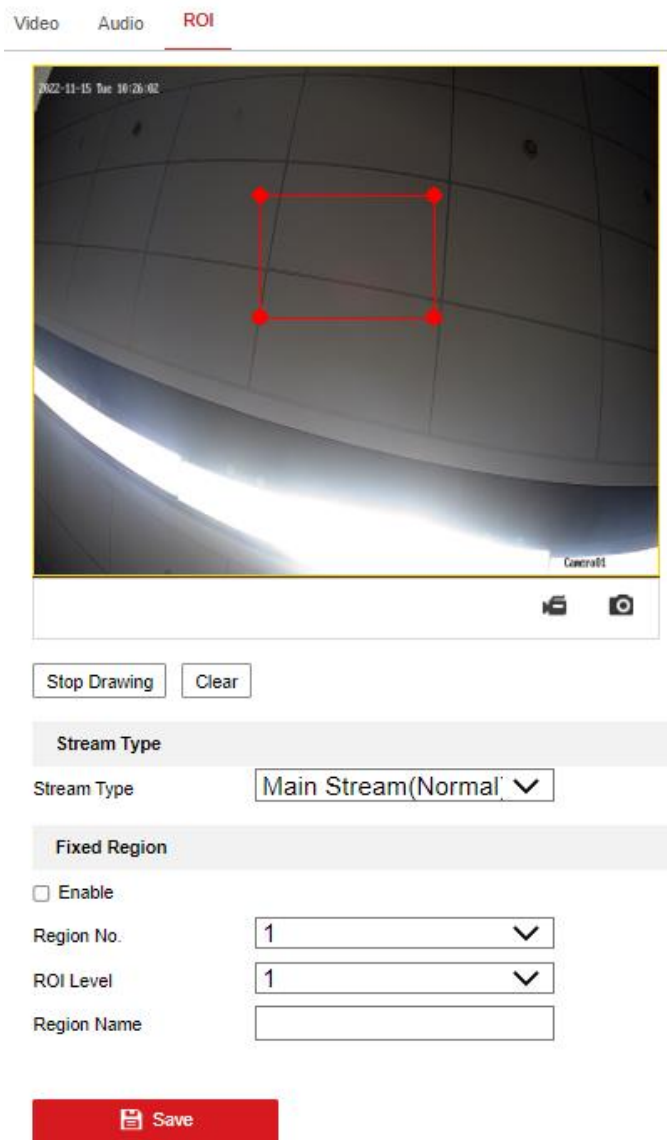 Video Audio ROI
2022-11-15 Tue 10:26:02
Camera01
Stop Drawing Clear
Stream Type
Stream Type Main Stream(Normal)
Fixed Region
Enable
Region No. 1
ROI Level 1
Region Name
Save